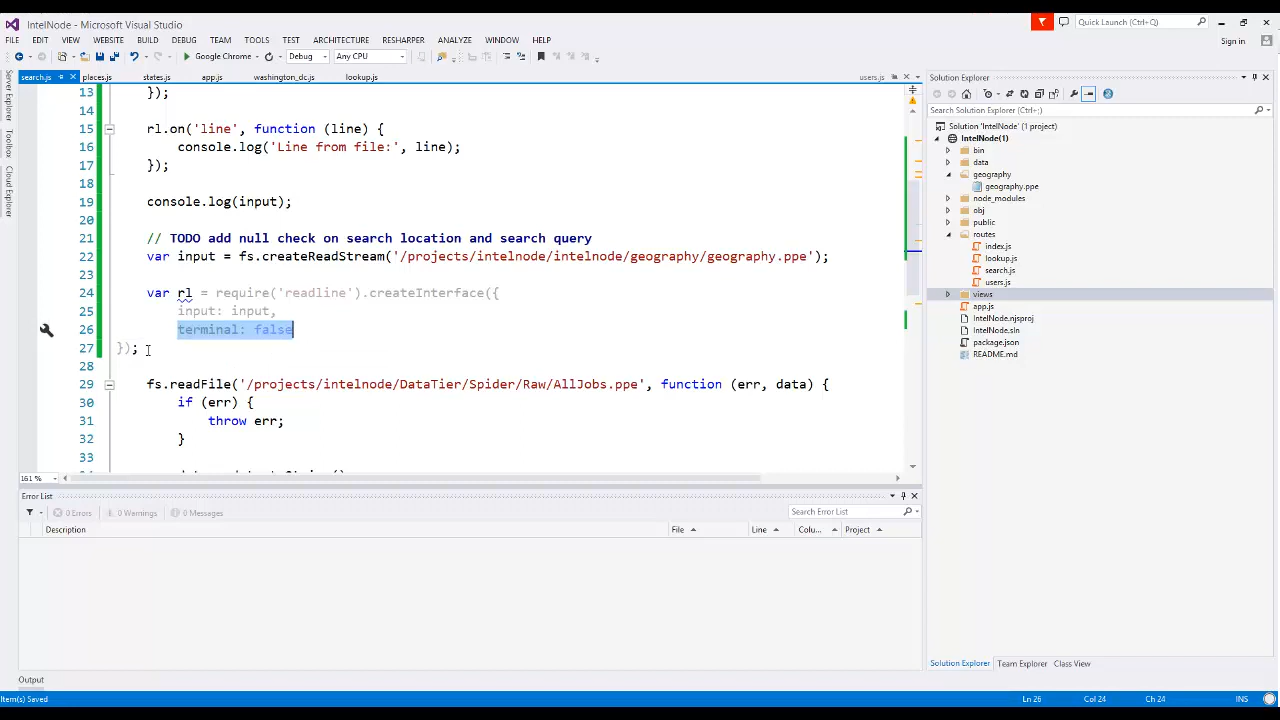 IntelNode - Microsoft Visual Studio
Quick Launch (Ctrl+;)
FILE EDIT VIEW WEBSITE BUILD DEBUG TEAM TOOLS TEST ARCHITECTURE RESHARPER ANALYZE WINDOW HELP
Sign in
Google Chrome Debug Any CPU
search.js places.js states.js app.js washington_dc.js lookup.js users.js
Server Explorer
Toolbox
Cloud Explorer
13 });
14
15 rl.on('line', function (line) {
16 console.log('Line from file:', line);
17 });
18
19 console.log(input);
20
21 // TODO add null check on search location and search query
22 var input = fs.createReadStream('/projects/intelnode/intelnode/geography/geography.ppe');
23
24 var rl = require('readline').createInterface({
25 input: input,
26 terminal: false
27 });
28
29 fs.readFile('/projects/intelnode/DataTier/Spider/Raw/AllJobs.ppe', function (err, data) {
30 if (err) {
31 throw err;
32 }
33
161 %
Solution Explorer
Search Solution Explorer (Ctrl+;)
Solution 'IntelNode' (1 project)
IntelNode(1)
bin
data
geography
geography.ppe
node_modules
obj
public
routes
index.js
lookup.js
search.js
users.js
views
app.js
IntelNode.njsproj
IntelNode.sln
package.json
README.md
Error List
0 Errors 0 Warnings 0 Messages
Search Error List
Description File Line Colu... Project
Solution Explorer Team Explorer Class View
Output
Item(s) Saved Ln 26 Col 24 Ch 24 INS